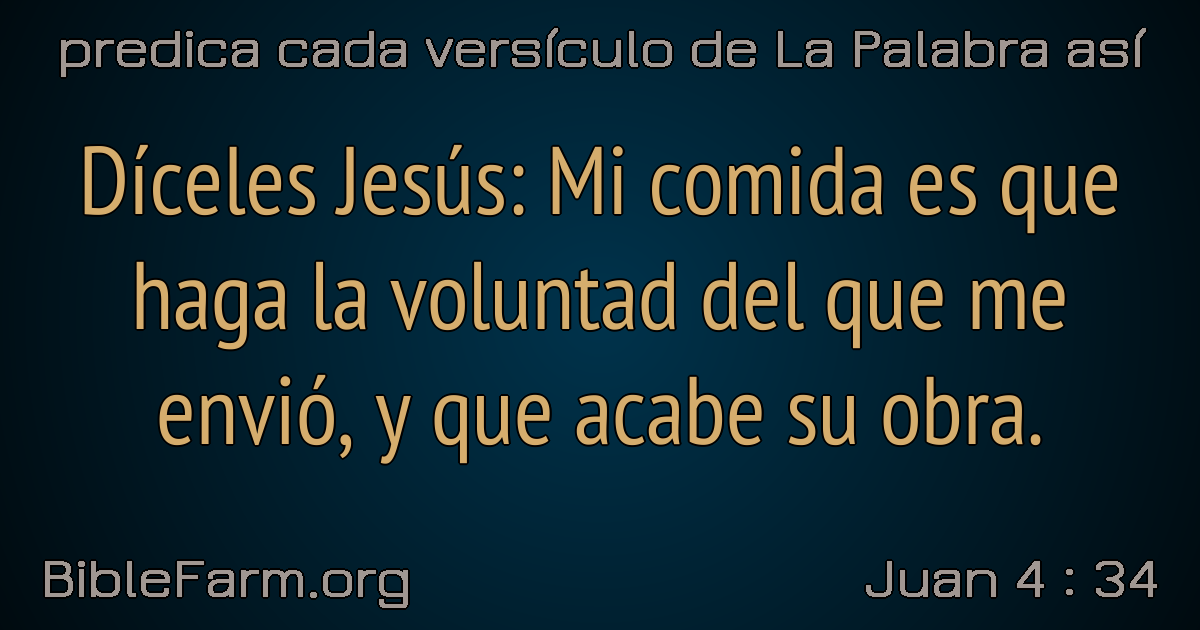 predica cada versículo de La Palabra así
Díceles Jesús: Mi comida es que
haga la voluntad del que me
envió, y que acabe su obra.
BibleFarm.org
Juan 4 : 34